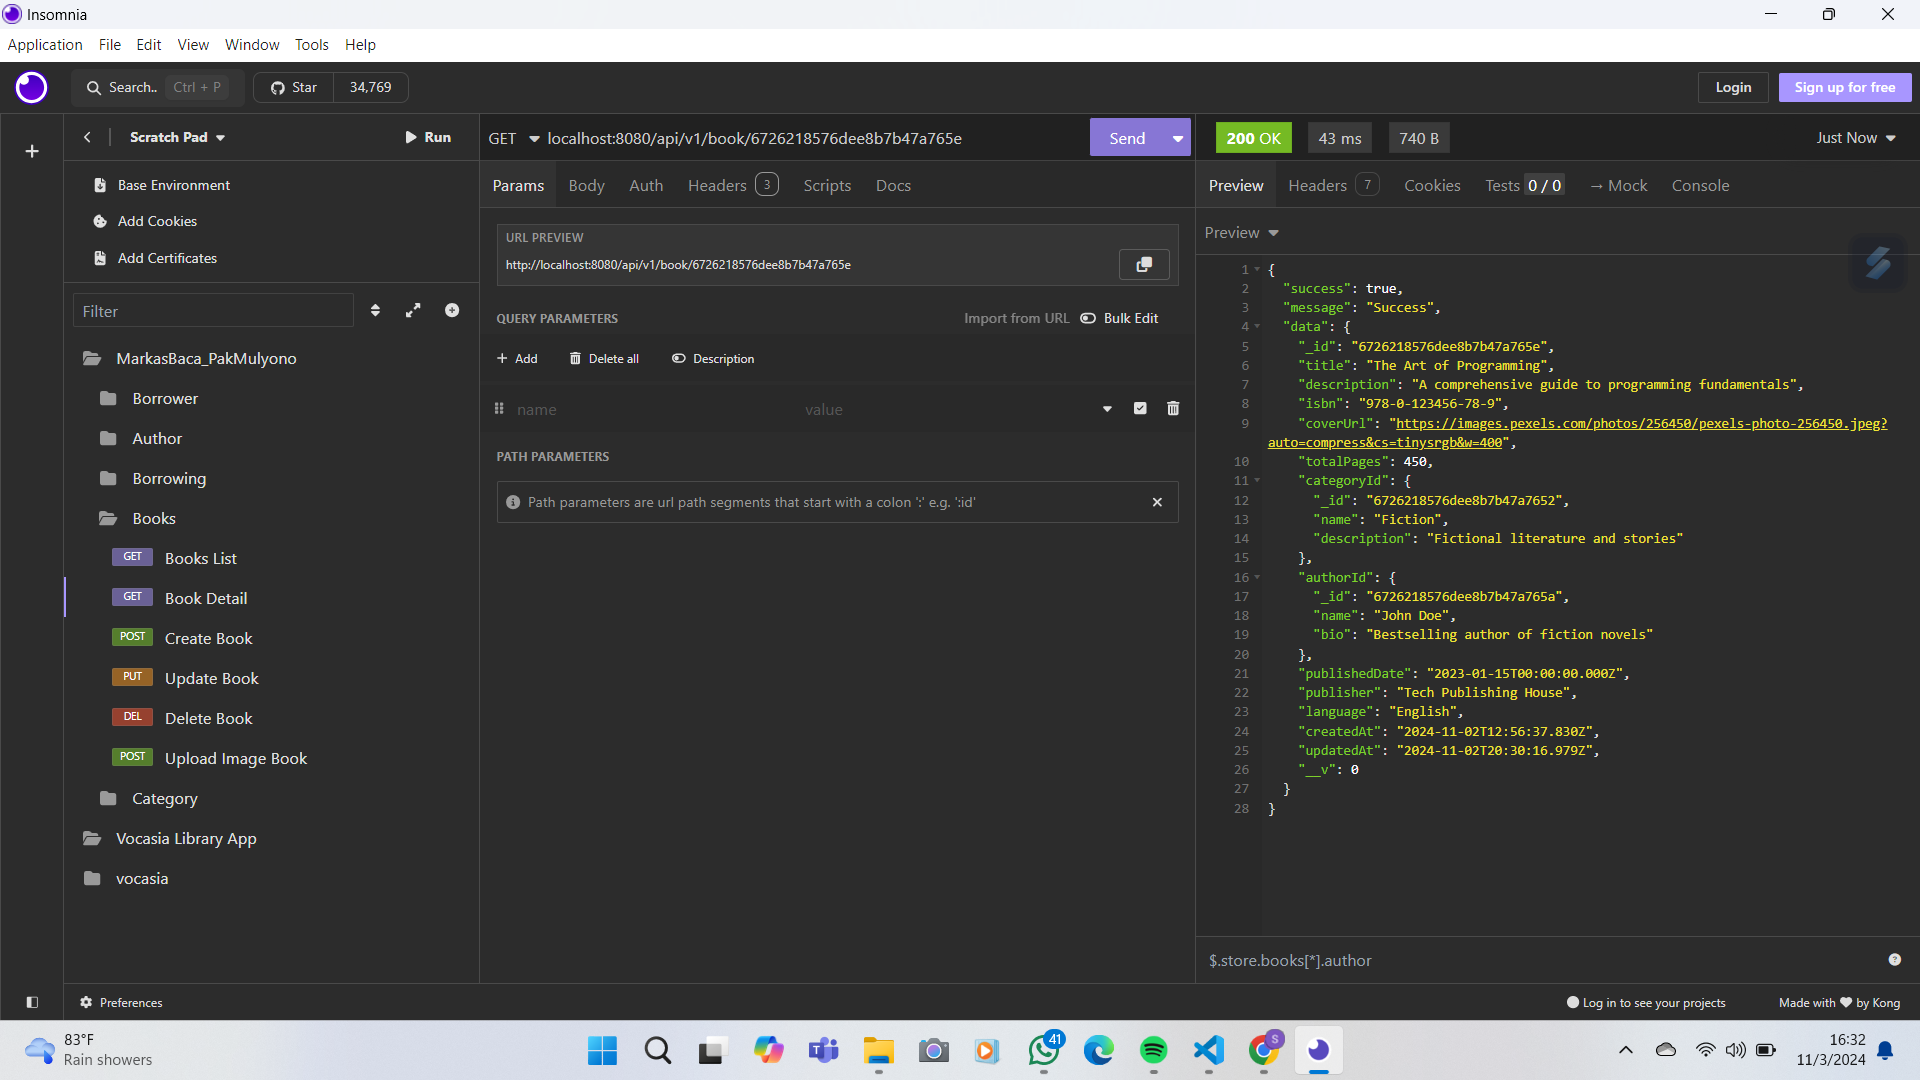 Insomnia
Application File Edit View Window Tools Help
Search.. Ctrl + P Star 34,769 Login Sign up for free
Scratch Pad Run
Base Environment
Add Cookies
Add Certificates
Filter
MarkasBaca_PakMulyono
Borrower
Author
Borrowing
Books
GET Books List
GET Book Detail
POST Create Book
PUT Update Book
DEL Delete Book
POST Upload Image Book
Category
Vocasia Library App
vocasia
Preferences
GET localhost:8080/api/v1/book/6726218576dee8b7b47a765e Send
Params Body Auth Headers 3 Scripts Docs
URL PREVIEW
http://localhost:8080/api/v1/book/6726218576dee8b7b47a765e
QUERY PARAMETERS Import from URL Bulk Edit
+ Add Delete all Description
name value
PATH PARAMETERS
Path parameters are url path segments that start with a colon ':' e.g. ':id'
200 OK 43 ms 740 B Just Now
Preview Headers 7 Cookies Tests 0 / 0 → Mock Console
Preview
1 {
2 "success": true,
3 "message": "Success",
4 "data": {
5 "_id": "6726218576dee8b7b47a765e",
6 "title": "The Art of Programming",
7 "description": "A comprehensive guide to programming fundamentals",
8 "isbn": "978-0-123456-78-9",
9 "coverUrl": "https://images.pexels.com/photos/256450/pexels-photo-256450.jpeg?
auto=compress&cs=tinysrgb&w=400",
10 "totalPages": 450,
11 "categoryId": {
12 "_id": "6726218576dee8b7b47a7652",
13 "name": "Fiction",
14 "description": "Fictional literature and stories"
15 },
16 "authorId": {
17 "_id": "6726218576dee8b7b47a765a",
18 "name": "John Doe",
19 "bio": "Bestselling author of fiction novels"
20 },
21 "publishedDate": "2023-01-15T00:00:00.000Z",
22 "publisher": "Tech Publishing House",
23 "language": "English",
24 "createdAt": "2024-11-02T12:56:37.830Z",
25 "updatedAt": "2024-11-02T20:30:16.979Z",
26 "__v": 0
27 }
28 }
$.store.books[*].author
Log in to see your projects Made with ❤ by Kong
83°F
Rain showers
41
S
16:32
11/3/2024